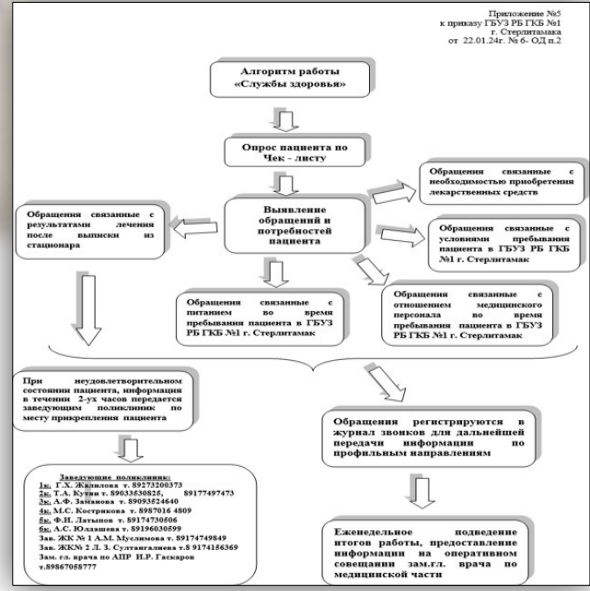 Приложение №5
к приказу ГБУЗ РБ ГКБ №1
г. Стерлитамака
от 22.01.24г. № 6- ОД п.2
Алгоритм работы
«Службы здоровья»
Опрос пациента по
Чек - листу
Выявление
обращений и
потребностей
пациента
Обращения связанные с
необходимостью приобретения
лекарственных средств
Обращения связанные с
результатами лечения
после выписки из
стационара
Обращения связанные с
условиями пребывания
пациента в ГБУЗ РБ ГКБ
№1 г. Стерлитамак
Обращения связанные с
питанием во время
пребывания пациента в ГБУЗ
РБ ГКБ №1 г. Стерлитамак
Обращения связанные с
отношением медицинского
персонала во время
пребывания пациента в ГБУЗ
РБ ГКБ №1 г. Стерлитамак
При неудовлетворительном
состоянии пациента, информация
в течении 2-ух часов передается
заведующим поликлиник по
месту прикрепления пациента
Обращения регистрируются в
журнал звонков для дальнейшей
передачи информации по
профильным направлениям
Заведующие поликлиник:
1к. Г.Х. Жалилова т. 89273200373
2к. Т.А. Кутян т. 89033530825, 89177497473
3к. А.Ф. Заманова т. 89093524640
4к. М.С. Кострикова т. 8987016 4809
5к. Ф.И. Латыпов т. 89174730506
6к. А.С. Юлдашева т. 89196030599
Зав. ЖК № 1 А.М. Муслимова т. 89174749849
Зав. ЖК№ 2 Л. З. Султангалиева т.8 9174156369
Зам. гл. врача по АПР И.Р. Гаскаров
т.89867058777
Еженедельное подведение
итогов работы, предоставление
информации на оперативном
совещании зам.гл. врача по
медицинской части